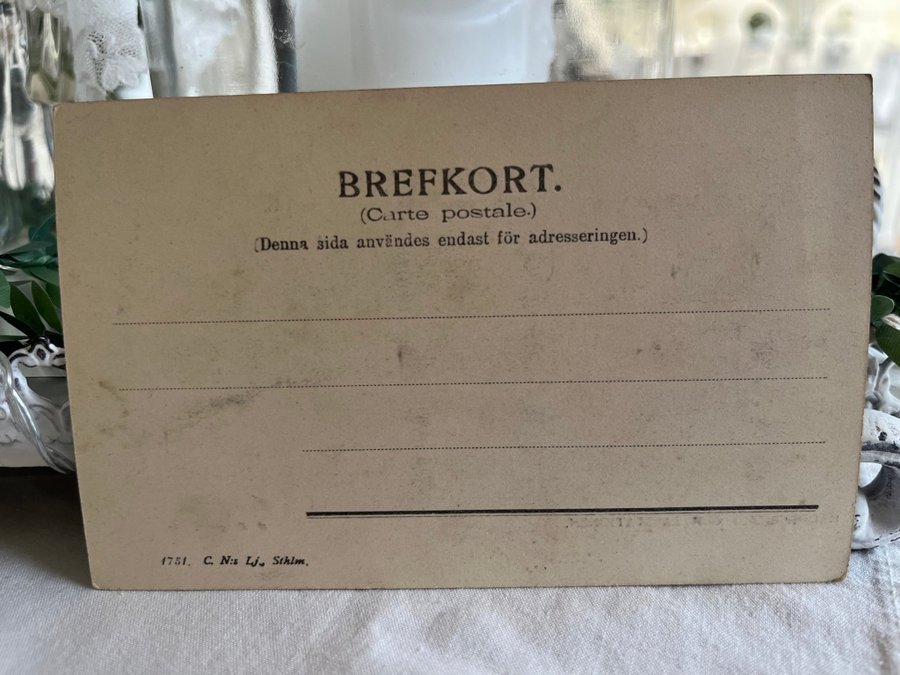 BREFKORT.
(Carte postale.)
(Denna sida användes endast för adresseringen.)
1751. C. N:s Lj., Sthlm.